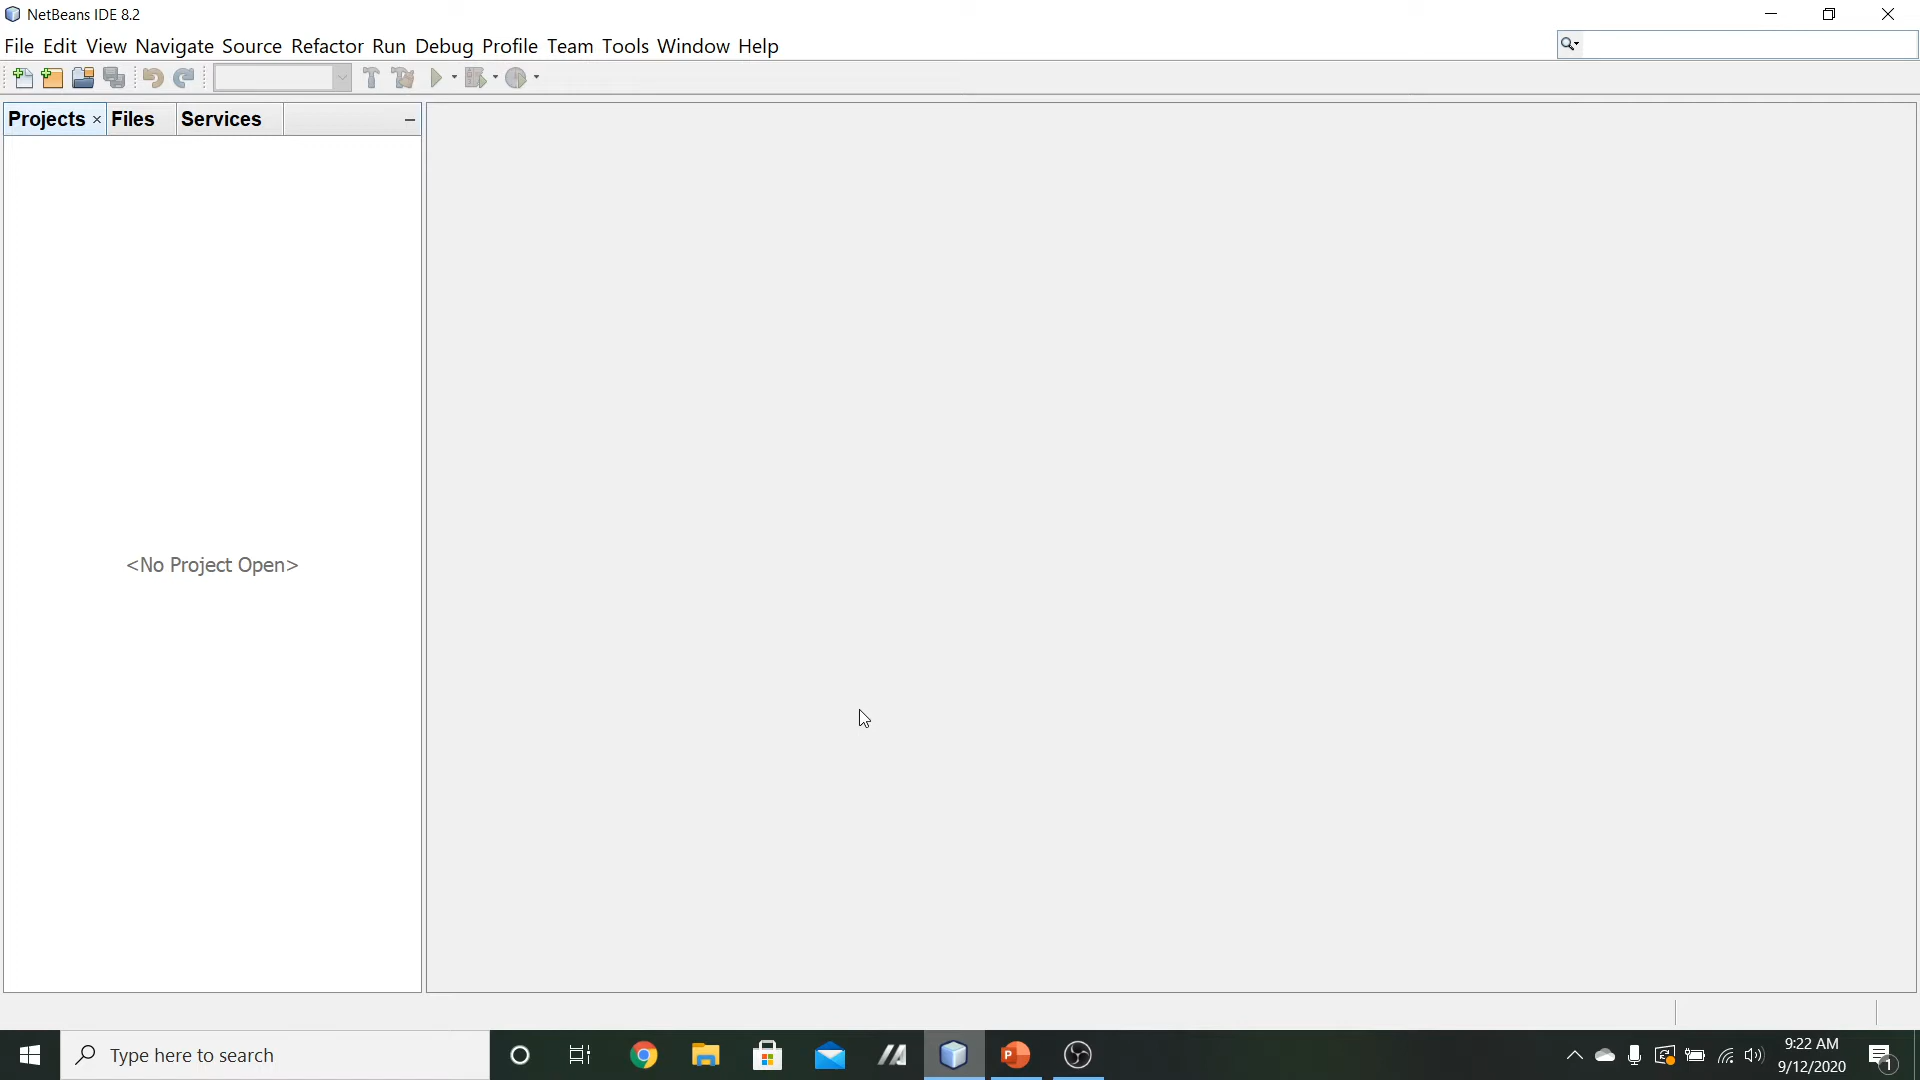 NetBeans IDE 8.2
File Edit View Navigate Source Refactor Run Debug Profile Team Tools Window Help
Projects Files Services
<No Project Open>
Type here to search
9:22 AM
9/12/2020
1